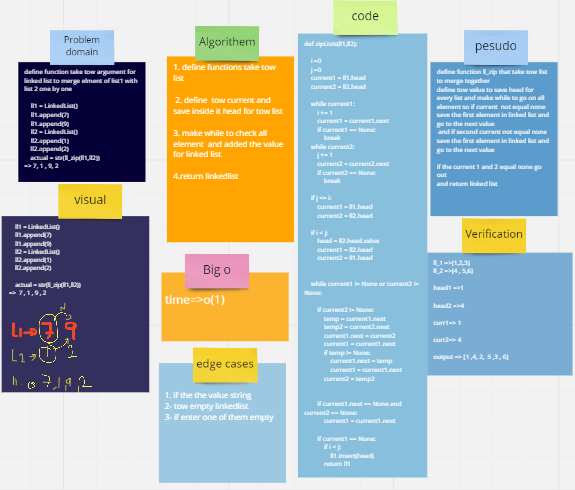 Problem
domain
define function take tow argument for
linked list to merge elment of list1 with
list 2 one by one
ll1 = LinkedList()
ll1.append(7)
ll1.append(9)
ll2 = LinkedList()
ll2.append(1)
ll2.append(2)
actual = str(ll_zip(ll1,ll2))
=> 7, 1 , 9, 2
visual
ll1 = LinkedList()
ll1.append(7)
ll1.append(9)
ll2 = LinkedList()
ll2.append(1)
ll2.append(2)
actual = str(ll_zip(ll1,ll2))
=> 7, 1 , 9, 2
L1→ 7 9
L2→ 1 2
7,1,9,2
Algorithem
1. define functions take tow
list
2. define tow current and
save inside it head for tow list
3. make while to check all
element and added the value
for linked list
4.return linkedlist
Big o
time=>o(1)
edge cases
1. if the the value string
2- tow empty linkedlist
3- if enter one of them empty
code
def zipLists(ll1,ll2):
i =0
j =0
current1 = ll1.head
current2 = ll2.head
while current1:
i += 1
current1 = current1.next
if current1 == None:
break
while current2:
j += 1
current2 = current2.next
if current2 == None:
break
if j <= i:
current1 = ll1.head
current2 = ll2.head
if i < j:
head = ll2.head.value
current1 = ll2.head
current2 = ll1.head
while current1 != None or current2 !=
None:
if current2 != None:
temp = current1.next
temp2 = current2.next
current1.next = current2
current1 = current1.next
if temp != None:
current1.next = temp
current1 = current1.next
current2 = temp2
if current1.next == None and
current2 == None:
current1 = current1.next
if current1 == None:
if i < j:
ll1.insert(head)
return ll1
pesudo
define function ll_zip that take tow list
to merge together
define tow value to save head for
every list and make while to go on all
element so if current not equal none
save the first element in linked list and
go to the next value
and if second current not equal none
save the first element in linked list and
go to the next value
if the current 1 and 2 equal none go
out
and return linked list
Verification
ll_1 =>[1,2,3]
ll_2 =>[4 , 5,6]
head1 =>1
head2 =>4
curr1=> 1
curr2=> 4
output => [1 ,4, 2, 5 ,3 , 6]